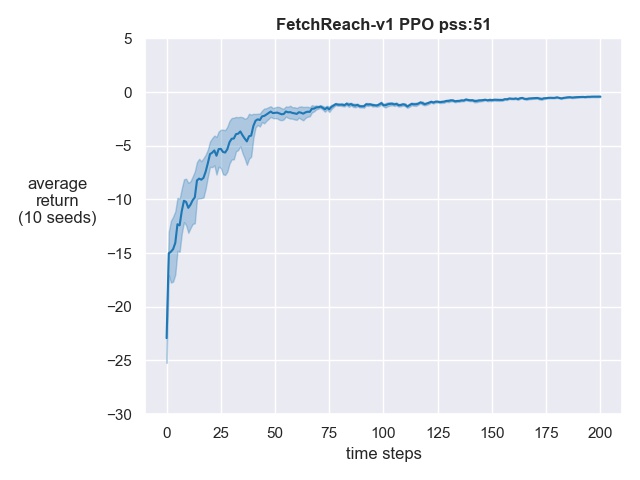 FetchReach-v1 PPO pss:51
5
0
−5
−10
−15
−20
−25
−30
average
return
(10 seeds)
0 25 50 75 100 125 150 175 200
time steps